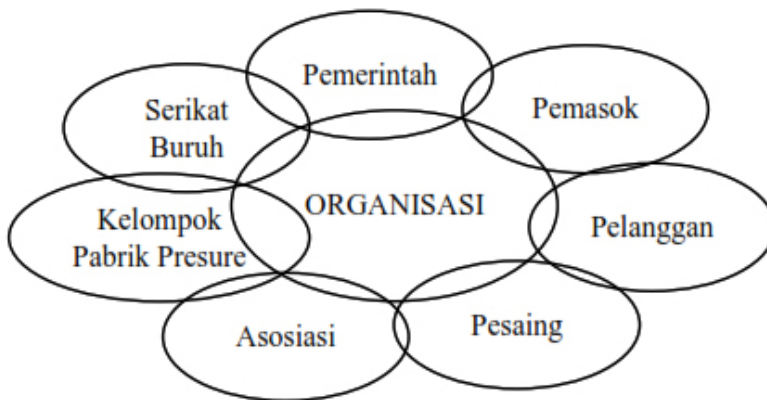 Pemerintah
Serikat
Buruh
Pemasok
ORGANISASI
Kelompok
Pabrik Presure
Pelanggan
Asosiasi
Pesaing